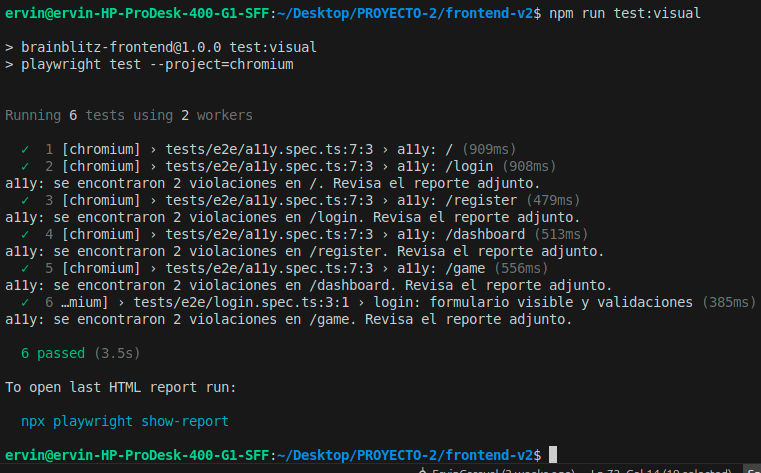 ervin@ervin-HP-ProDesk-400-G1-SFF:~/Desktop/PROYECTO-2/frontend-v2$ npm run test:visual
> brainblitz-frontend@1.0.0 test:visual
> playwright test --project=chromium
Running 6 tests using 2 workers
✓ 1 [chromium] › tests/e2e/a11y.spec.ts:7:3 › a11y: / (909ms)
✓ 2 [chromium] › tests/e2e/a11y.spec.ts:7:3 › a11y: /login (908ms)
a11y: se encontraron 2 violaciones en /. Revisa el reporte adjunto.
✓ 3 [chromium] › tests/e2e/a11y.spec.ts:7:3 › a11y: /register (479ms)
a11y: se encontraron 2 violaciones en /login. Revisa el reporte adjunto.
✓ 4 [chromium] › tests/e2e/a11y.spec.ts:7:3 › a11y: /dashboard (513ms)
a11y: se encontraron 2 violaciones en /register. Revisa el reporte adjunto.
✓ 5 [chromium] › tests/e2e/a11y.spec.ts:7:3 › a11y: /game (556ms)
a11y: se encontraron 2 violaciones en /dashboard. Revisa el reporte adjunto.
✓ 6 …mium] › tests/e2e/login.spec.ts:3:1 › login: formulario visible y validaciones (385ms)
a11y: se encontraron 2 violaciones en /game. Revisa el reporte adjunto.
6 passed (3.5s)
To open last HTML report run:
npx playwright show-report
ervin@ervin-HP-ProDesk-400-G1-SFF:~/Desktop/PROYECTO-2/frontend-v2$